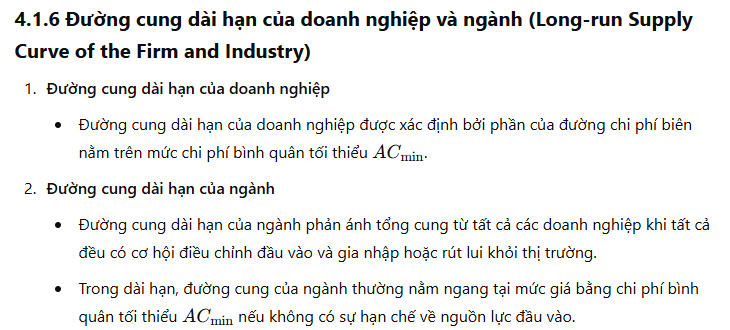 4.1.6 Đường cung dài hạn của doanh nghiệp và ngành (Long-run Supply
Curve of the Firm and Industry)
1. Đường cung dài hạn của doanh nghiệp
• Đường cung dài hạn của doanh nghiệp được xác định bởi phần của đường chi phí biên
nằm trên mức chi phí bình quân tối thiểu ACmin.
2. Đường cung dài hạn của ngành
• Đường cung dài hạn của ngành phản ánh tổng cung từ tất cả các doanh nghiệp khi tất cả
đều có cơ hội điều chỉnh đầu vào và gia nhập hoặc rút lui khỏi thị trường.
• Trong dài hạn, đường cung của ngành thường nằm ngang tại mức giá bằng chi phí bình
quân tối thiểu ACmin nếu không có sự hạn chế về nguồn lực đầu vào.